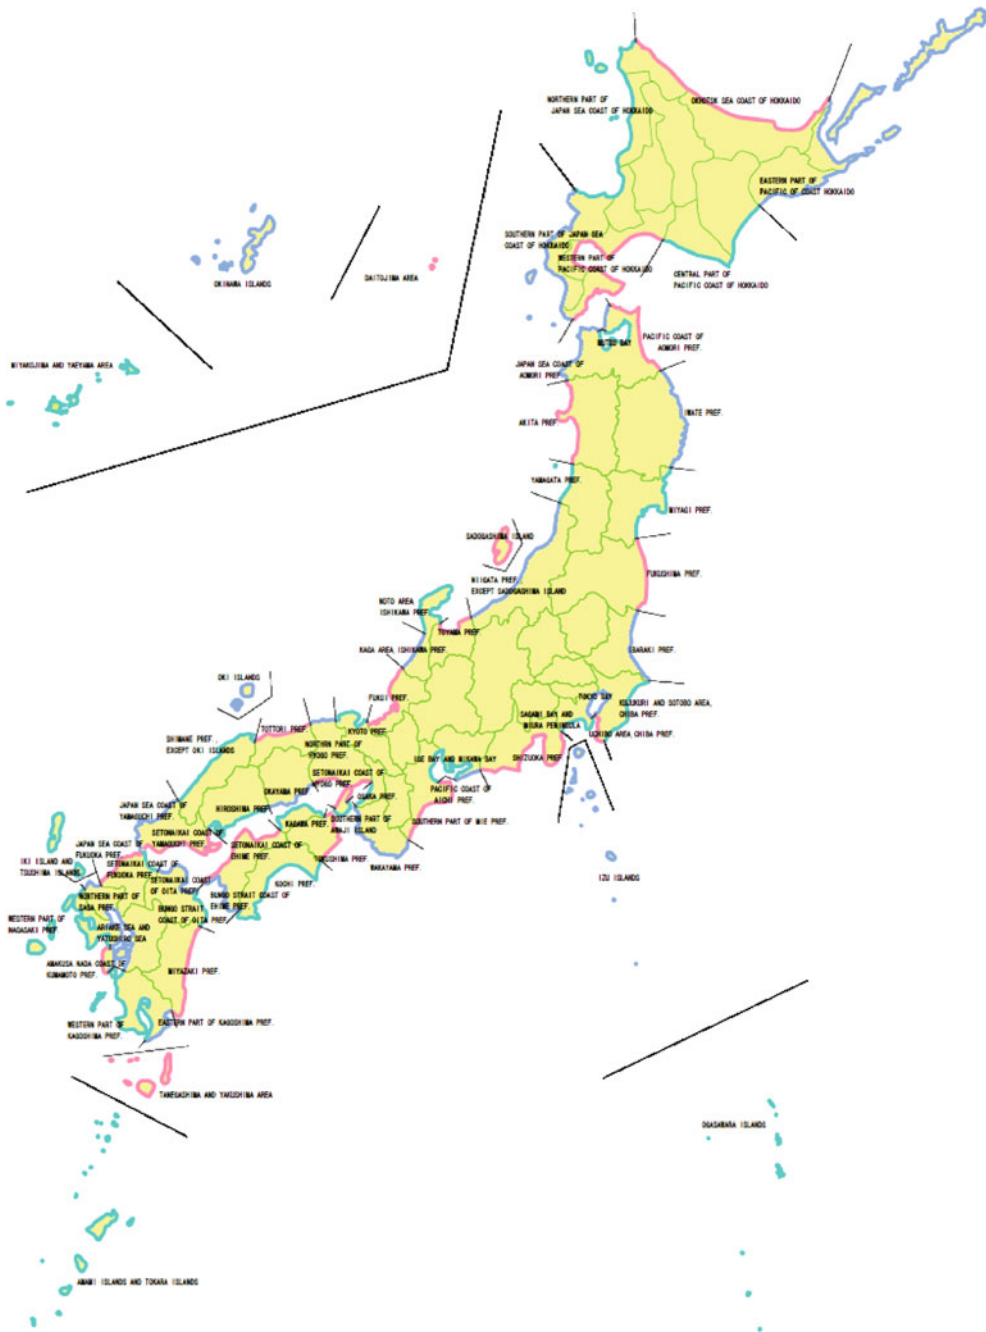 NORTHERN PART OF
JAPAN SEA COAST OF HOKKAIDO
OKHOTSK SEA COAST OF HOKKAIDO
EASTERN PART OF
PACIFIC OF COAST HOKKAIDO
SOUTHERN PART OF JAPAN SEA
COAST OF HOKKAIDO
WESTERN PART OF
PACIFIC COAST OF HOKKAIDO
CENTRAL PART OF
PACIFIC COAST OF HOKKAIDO
OKINAWA ISLANDS
DAITOJIMA AREA
MIYAKOJIMA AND YAEYAMA AREA
MUTSU BAY
PACIFIC COAST OF
AOMORI PREF.
JAPAN SEA COAST OF
AOMORI PREF.
IWATE PREF.
AKITA PREF.
YAMAGATA PREF.
MIYAGI PREF.
SADOGASHIMA ISLAND
FUKUSHIMA PREF.
NIIGATA PREF.,
EXCEPT SADOGASHIMA ISLAND
NOTO AREA
ISHIKAWA PREF.
TOYAMA PREF.
KAGA AREA, ISHIKAWA PREF.
IBARAKI PREF.
OKI ISLANDS
FUKUI PREF.
TOKYO BAY
KUJUKURI AND SOTOBO AREA,
CHIBA PREF.
SAGAMI BAY AND
MIURA PENINSULA
UCHIBO AREA, CHIBA PREF.
TOTTORI PREF.
KYOTO PREF.
SHIMANE PREF.,
EXCEPT OKI ISLANDS
NORTHRN PART OF
HYOGO PREF.
ISE BAY AND MIKAWA BAY
SHIZUOKA PREF.
SETONAIKAI COAST OF
HYOGO PREF.
OKAYAMA PREF.
OSAKA PREF.
PACIFIC COAST OF
AICHI PREF.
JAPAN SEA COAST OF
YAMAGUCHI PREF.
HIROSHIMA PREF.
KAGAWA PREF.
SOUTHERN PART OF
AWAJI ISLAND
SOUTHERN PART OF MIE PREF.
SETONAIKAI COAST OF
YAMAGUCHI PREF.
JAPAN SEA COAST OF
FUKUOKA PREF.
SETONAIKAI COAST OF
EHIME PREF.
TOKUSHIMA PREF.
WAKAYAMA PREF.
IKI ISLAND AND
TSUSHIMA ISLANDS
SETONAIKAI COAST OF
FUKUOKA PREF.
SETONAIKAI COAST
OF OITA PREF.
KOCHI PREF.
IZU ISLANDS
NORTHERN PART OF
SAGA PREF.
BUNGO STRAIT COAST OF
EHIME PREF.
BUNGO STRAIT
COAST OF OITA PREF.
WESTERN PART OF
NAGASAKI PREF.
ARIAKE SEA AND
YATSUSHIRO SEA
AMAKUSA NADA COAST OF
KUMAMOTO PREF.
MIYAZAKI PREF.
WESTERN PART OF
KAGOSHIMA PREF.
EASTERN PART OF KAGOSHIMA PREF.
TANEGASHIMA AND YAKUSHIMA AREA
OGASAWARA ISLANDS
AMAMI ISLANDS AND TOKARA ISLANDS